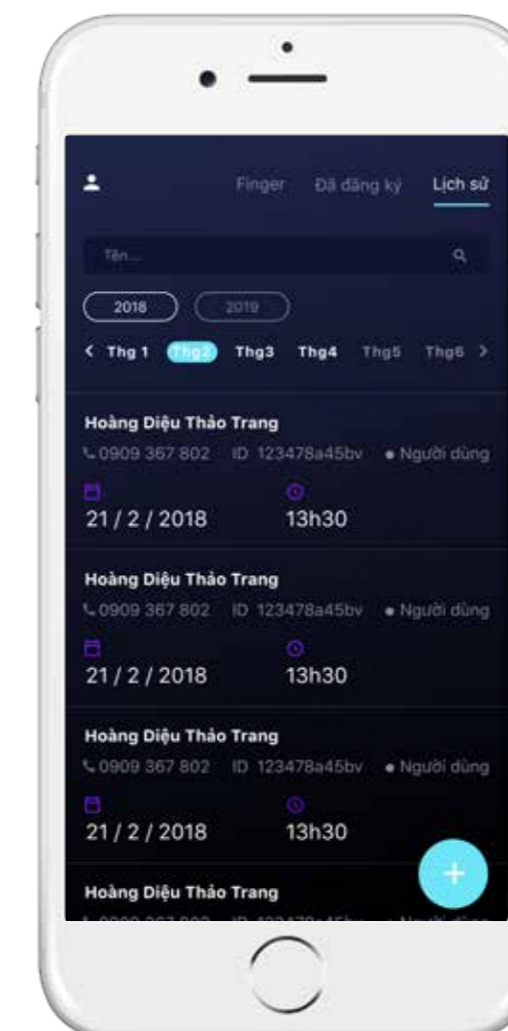 Finger Đã đăng ký Lịch sử
Tên...
2018 2019
< Thg 1 Thg2 Thg3 Thg4 Thg5 Thg6 >
Hoàng Diệu Thảo Trang
0909 367 802 ID 123478a45bv • Người dùng
21 / 2 / 2018 13h30
Hoàng Diệu Thảo Trang
0909 367 802 ID 123478a45bv • Người dùng
21 / 2 / 2018 13h30
Hoàng Diệu Thảo Trang
0909 367 802 ID 123478a45bv • Người dùng
21 / 2 / 2018 13h30
Hoàng Diệu Thảo Trang